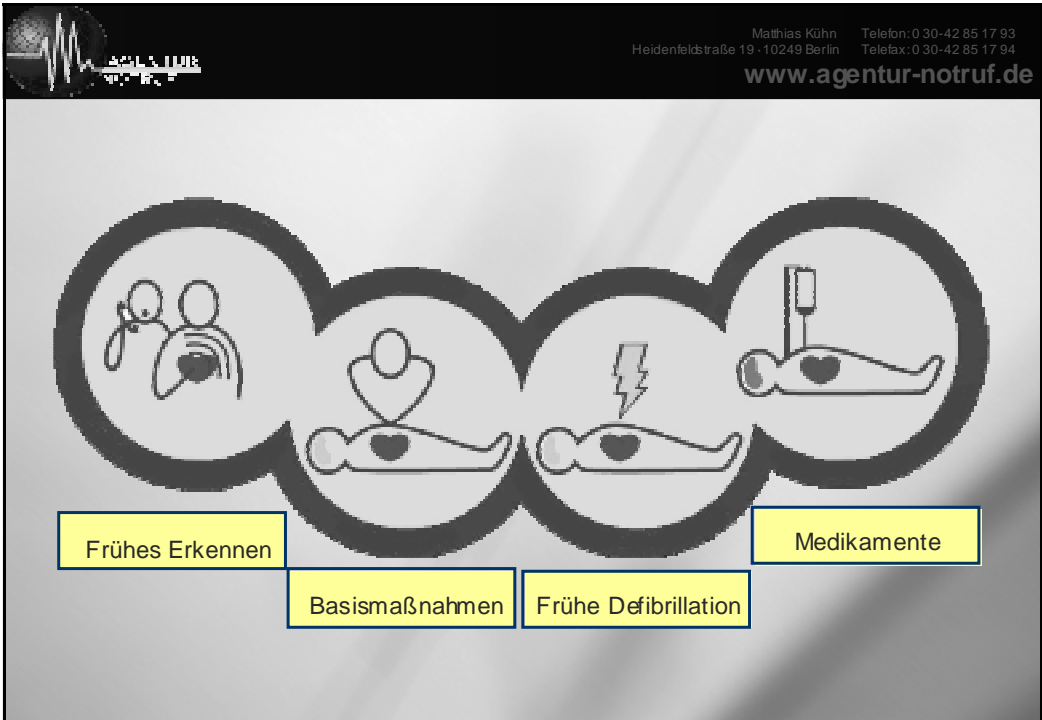 Matthias Kühn Telefon: 0 30-42 85 17 93
Heidenfeldstraße 19 · 10249 Berlin Telefax: 0 30-42 85 17 94
www.agentur-notruf.de
AGENTUR
Frühes Erkennen
Basismaßnahmen
Frühe Defibrillation
Medikamente